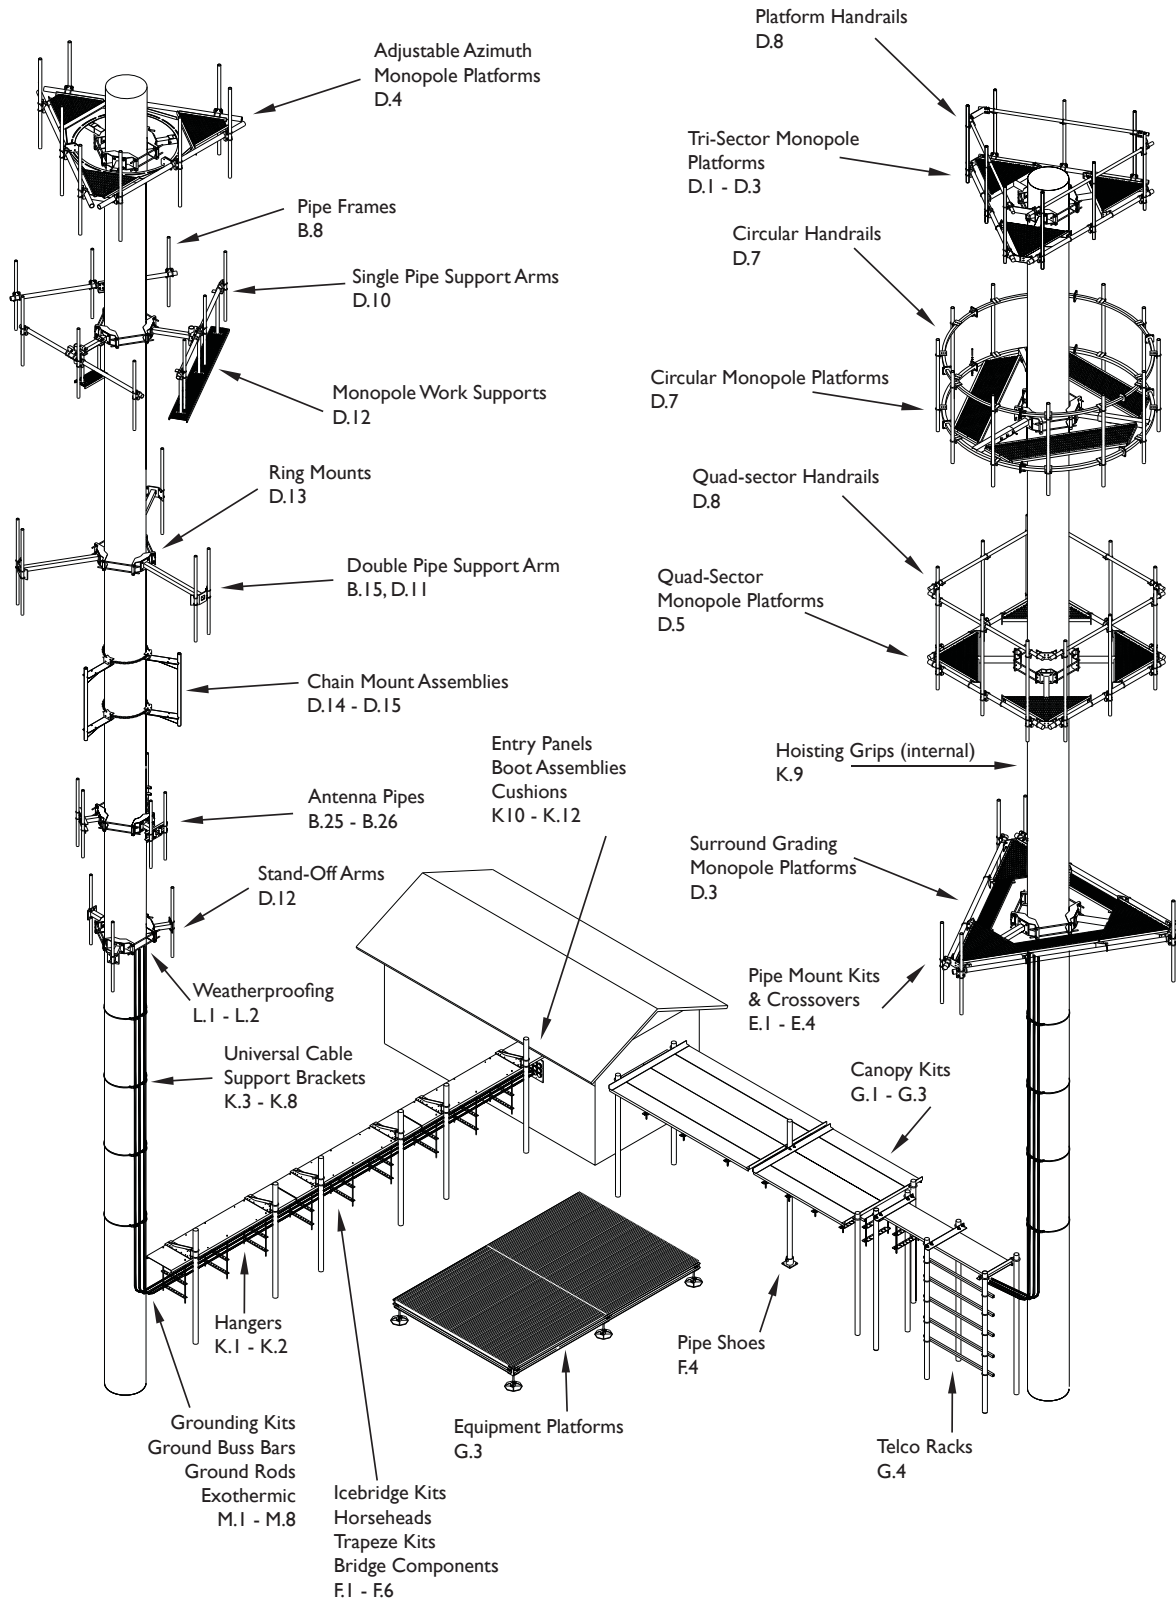 Adjustable Azimuth
Monopole Platforms
D.4
Pipe Frames
B.8
Single Pipe Support Arms
D.10
Monopole Work Supports
D.12
Ring Mounts
D.13
Double Pipe Support Arm
B.15, D.11
Chain Mount Assemblies
D.14 - D.15
Antenna Pipes
B.25 - B.26
Stand-Off Arms
D.12
Weatherproofing
L.1 - L.2
Universal Cable
Support Brackets
K.3 - K.8
Hangers
K.1 - K.2
Grounding Kits
Ground Buss Bars
Ground Rods
Exothermic
M.1 - M.8
Icebridge Kits
Horseheads
Trapeze Kits
Bridge Components
F.1 - F.6
Entry Panels
Boot Assemblies
Cushions
K10 - K.12
Equipment Platforms
G.3
Platform Handrails
D.8
Tri-Sector Monopole
Platforms
D.1 - D.3
Circular Handrails
D.7
Circular Monopole Platforms
D.7
Quad-sector Handrails
D.8
Quad-Sector
Monopole Platforms
D.5
Hoisting Grips (internal)
K.9
Surround Grading
Monopole Platforms
D.3
Pipe Mount Kits
& Crossovers
E.1 - E.4
Canopy Kits
G.1 - G.3
Pipe Shoes
F.4
Telco Racks
G.4